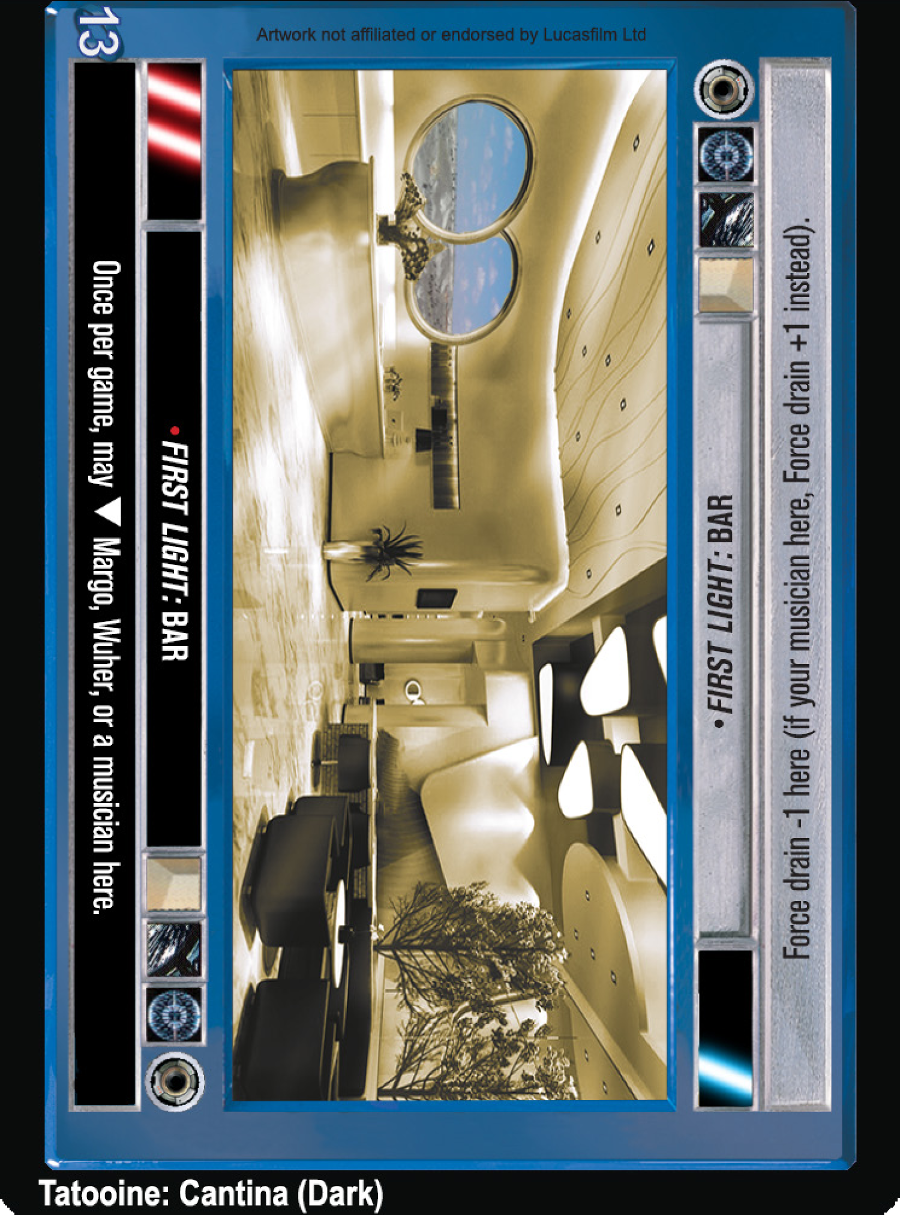 13
Artwork not affiliated or endorsed by Lucasfilm Ltd
Once per game, may ▼ Margo, Wuher, or a musician here.
•FIRST LIGHT: BAR
•FIRST LIGHT: BAR
Force drain -1 here (if your musician here, Force drain +1 instead).
Tatooine: Cantina (Dark)